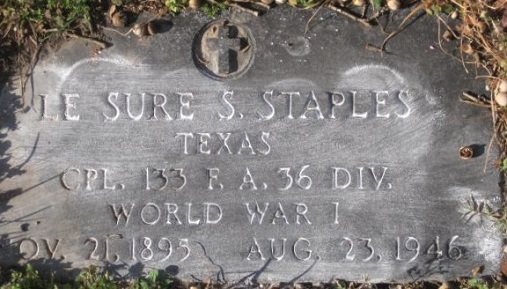 LE SURE S. STAPLES
TEXAS
CPL. 133 F. A. 36 DIV.
WORLD WAR I
OV. 21, 1895 AUG. 23, 1946